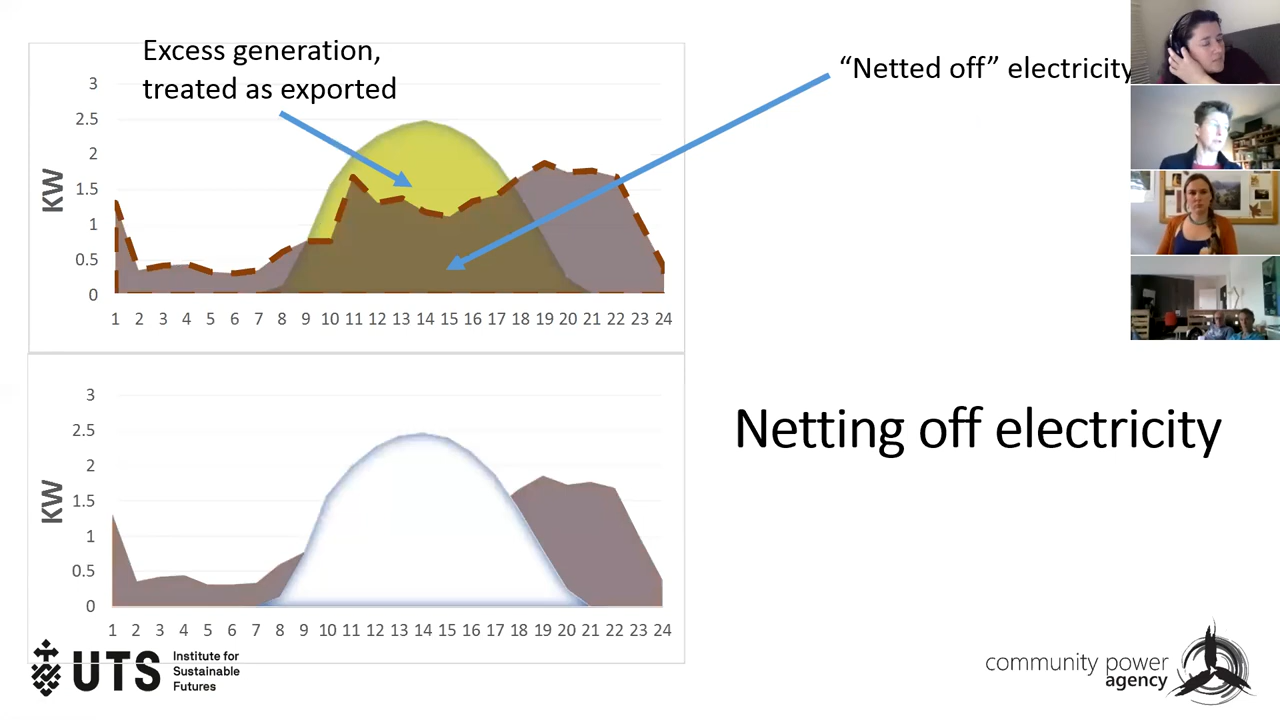 Excess generation,
treated as exported
“Netted off” electricity
3
2.5
2
1.5
1
0.5
0
KW
1 2 3 4 5 6 7 8 9 10 11 12 13 14 15 16 17 18 19 20 21 22 23 24
3
2.5
2
1.5
1
0.5
0
KW
1 2 3 4 5 6 7 8 9 10 11 12 13 14 15 16 17 18 19 20 21 22 23 24
Netting off electricity
UTS
Institute for
Sustainable
Futures
community power
agency